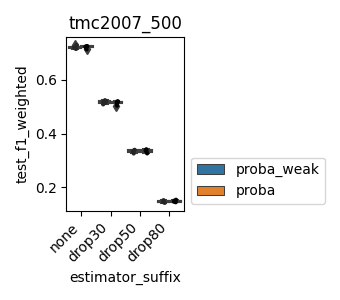 tmc2007_500
test_f1_weighted
0.6
0.4
0.2
none
drop30
drop50
drop80
estimator_suffix
proba_weak
proba